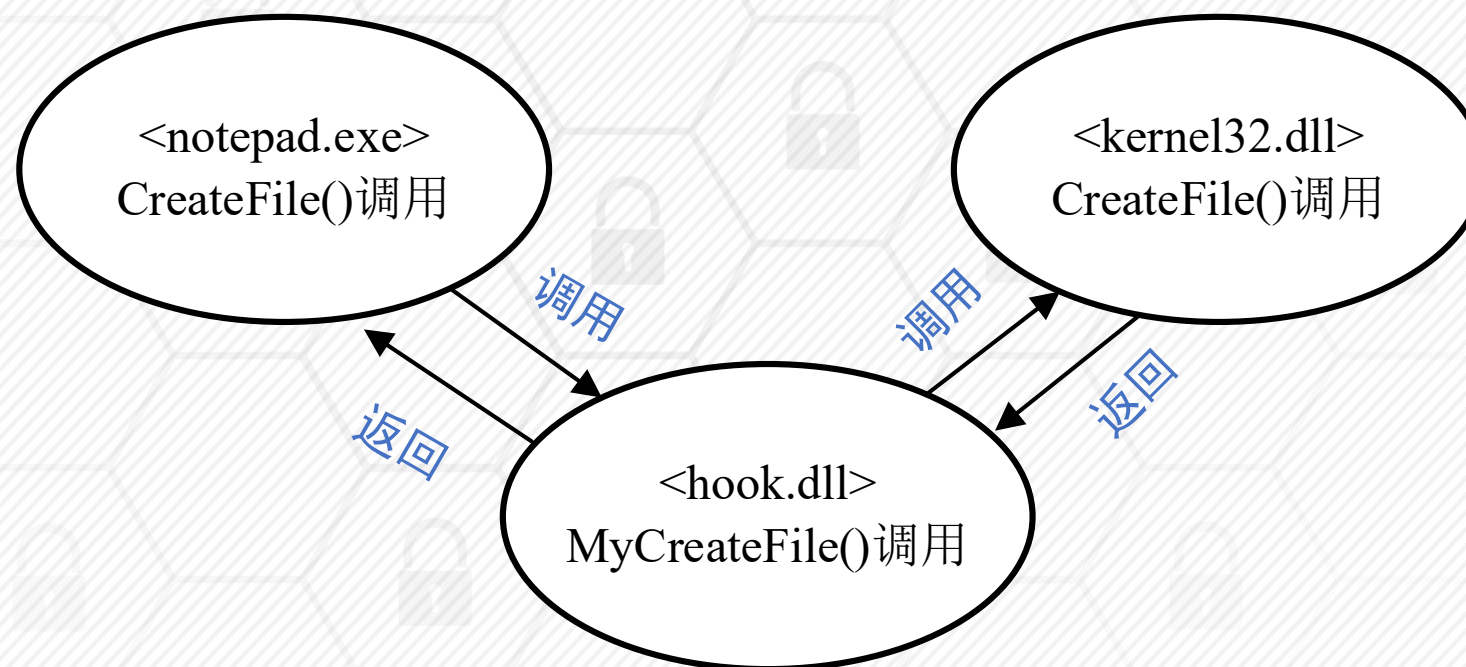 <notepad.exe>
CreateFile()调用
<kernel32.dll>
CreateFile()调用
调用
返回
调用
返回
<hook.dll>
MyCreateFile()调用